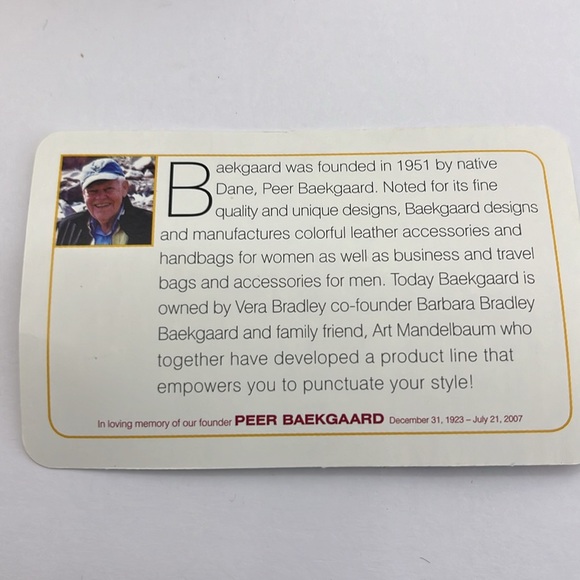 Baekgaard was founded in 1951 by native
Dane, Peer Baekgaard. Noted for its fine
quality and unique designs, Baekgaard designs
and manufactures colorful leather accessories and
handbags for women as well as business and travel
bags and accessories for men. Today Baekgaard is
owned by Vera Bradley co-founder Barbara Bradley
Baekgaard and family friend, Art Mandelbaum who
together have developed a product line that
empowers you to punctuate your style!
In loving memory of our founder PEER BAEKGAARD December 31, 1923 – July 21, 2007